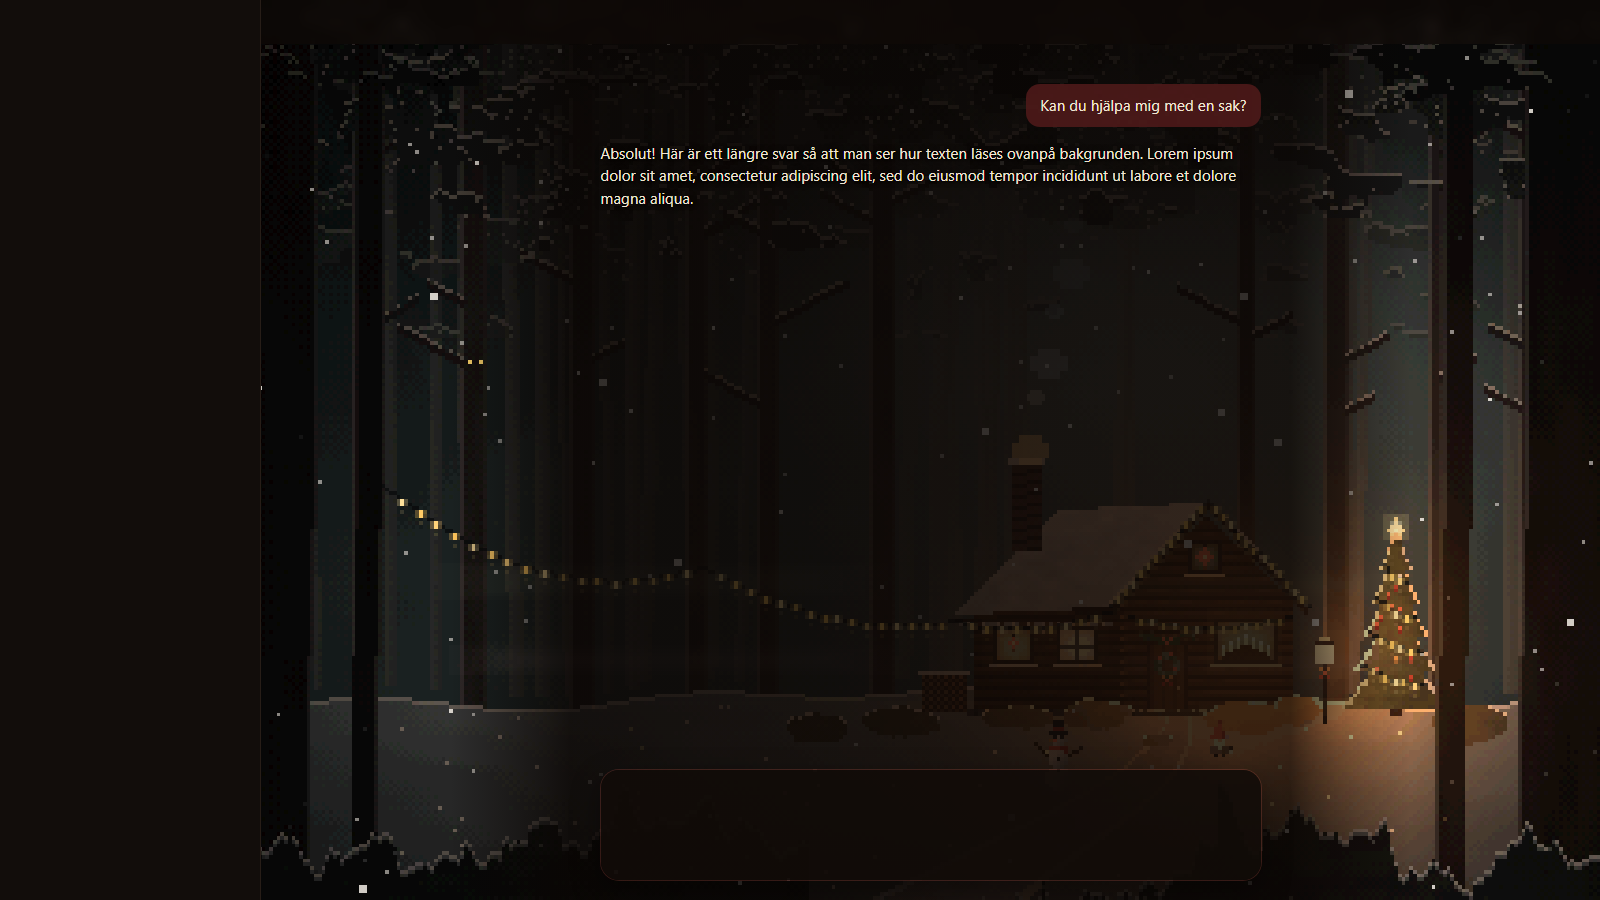 Kan du hjälpa mig med en sak?
Absolut! Här är ett längre svar så att man ser hur texten läses ovanpå bakgrunden. Lorem ipsum
dolor sit amet, consectetur adipiscing elit, sed do eiusmod tempor incididunt ut labore et dolore
magna aliqua.